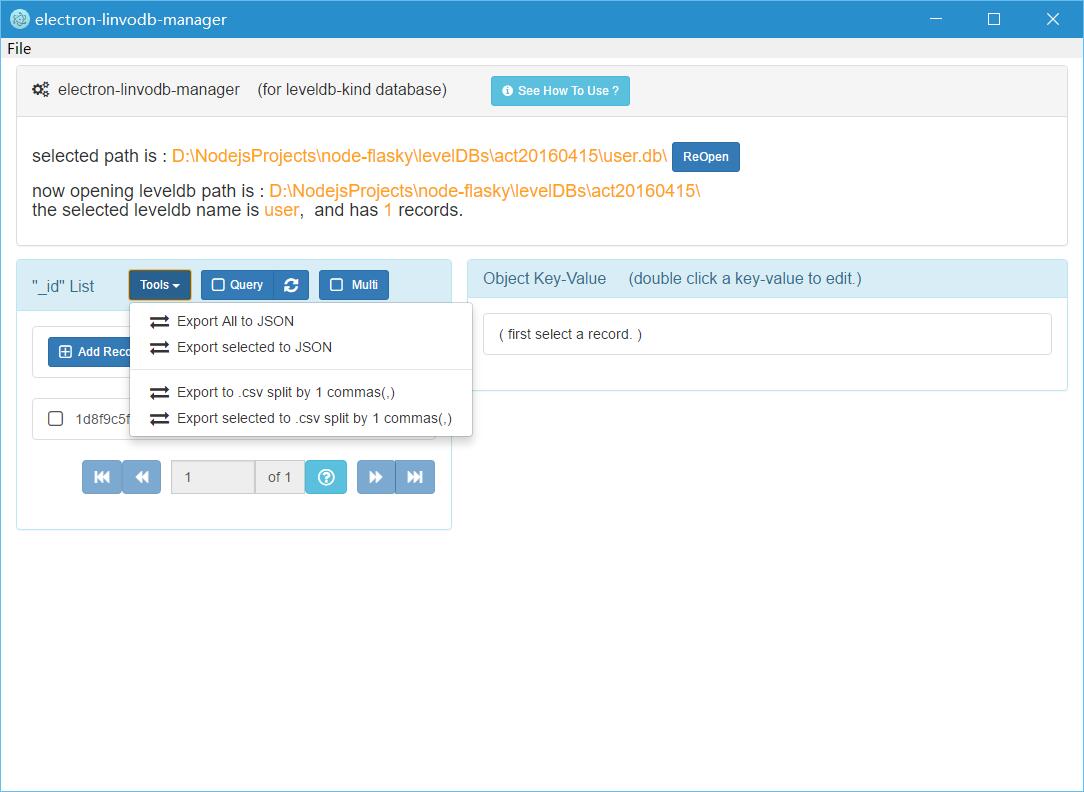 electron-linvodb-manager
File
electron-linvodb-manager (for leveldb-kind database) See How To Use ?
selected path is : D:\NodejsProjects\node-flasky\levelDBs\act20160415\user.db\ ReOpen
now opening leveldb path is : D:\NodejsProjects\node-flasky\levelDBs\act20160415\
the selected leveldb name is user, and has 1 records.
"_id" List Tools Query Multi
Export All to JSON
Export selected to JSON
Export to .csv split by 1 commas(,)
Export selected to .csv split by 1 commas(,)
Add Reco
1d8f9c5f
1 of 1
Object Key-Value (double click a key-value to edit.)
( first select a record. )